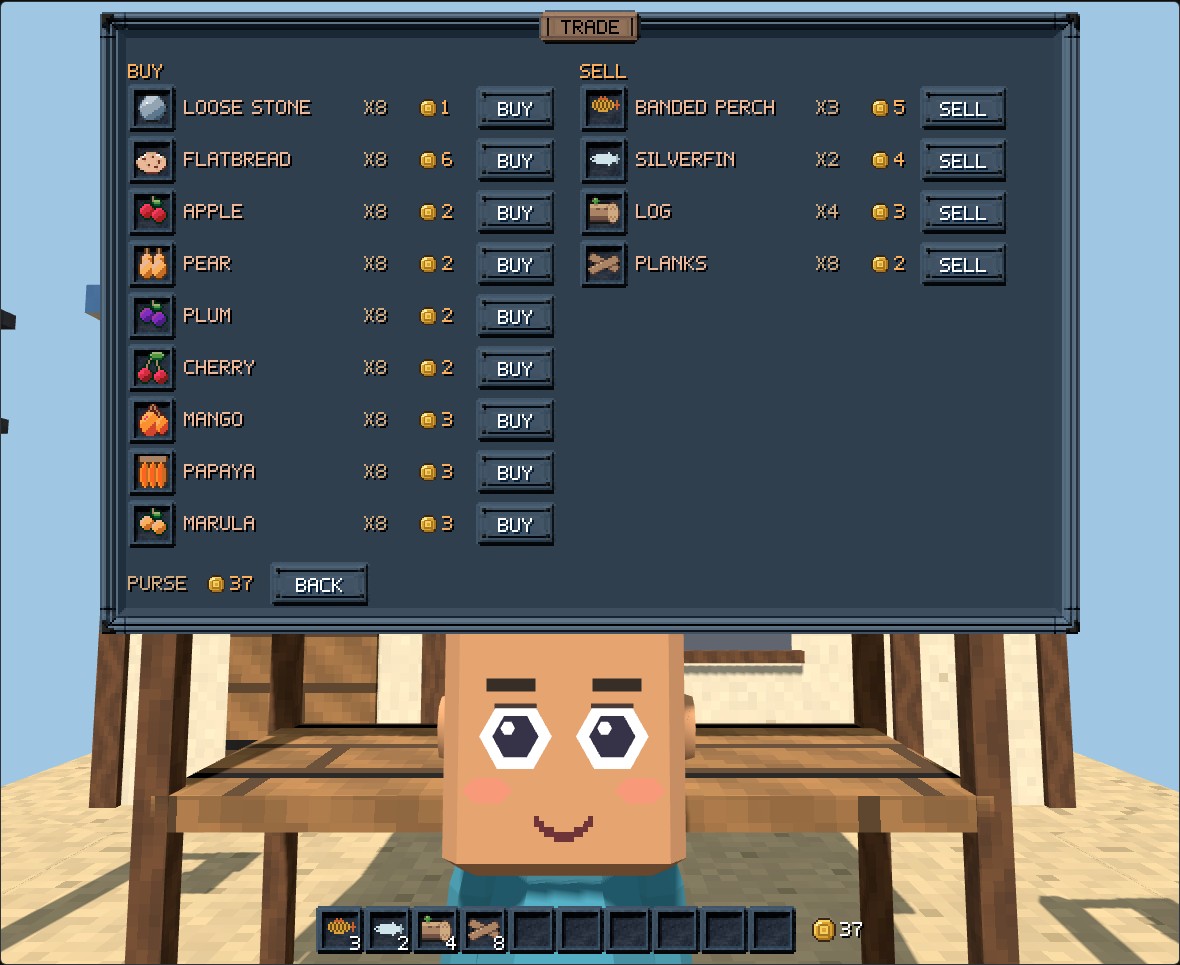 TRADE
BUY
LOOSE STONE X8 1 BUY
FLATBREAD X8 6 BUY
APPLE X8 2 BUY
PEAR X8 2 BUY
PLUM X8 2 BUY
CHERRY X8 2 BUY
MANGO X8 3 BUY
PAPAYA X8 3 BUY
MARULA X8 3 BUY
SELL
BANDED PERCH X3 5 SELL
SILVERFIN X2 4 SELL
LOG X4 3 SELL
PLANKS X8 2 SELL
PURSE 37 BACK
3 2 4 8 37